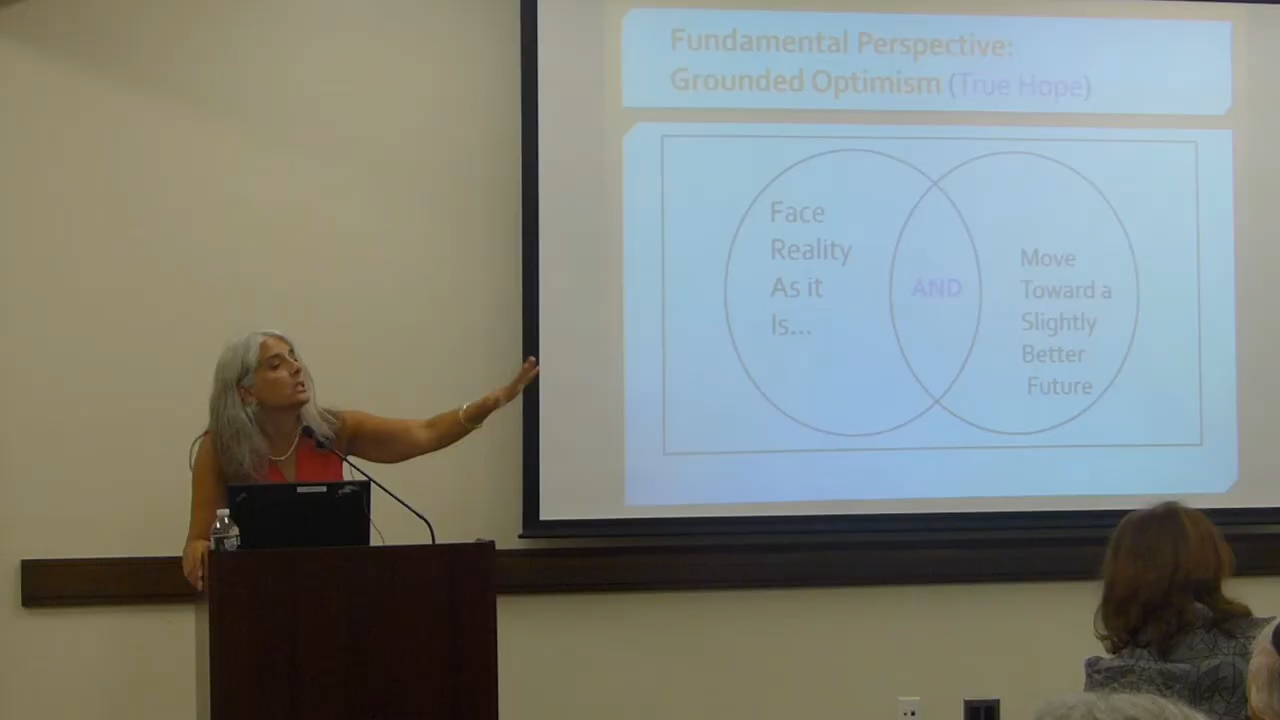 Fundamental Perspective:
Grounded Optimism (True Hope)
Face
Reality
As it
Is...
AND
Move
Toward a
Slightly
Better
Future